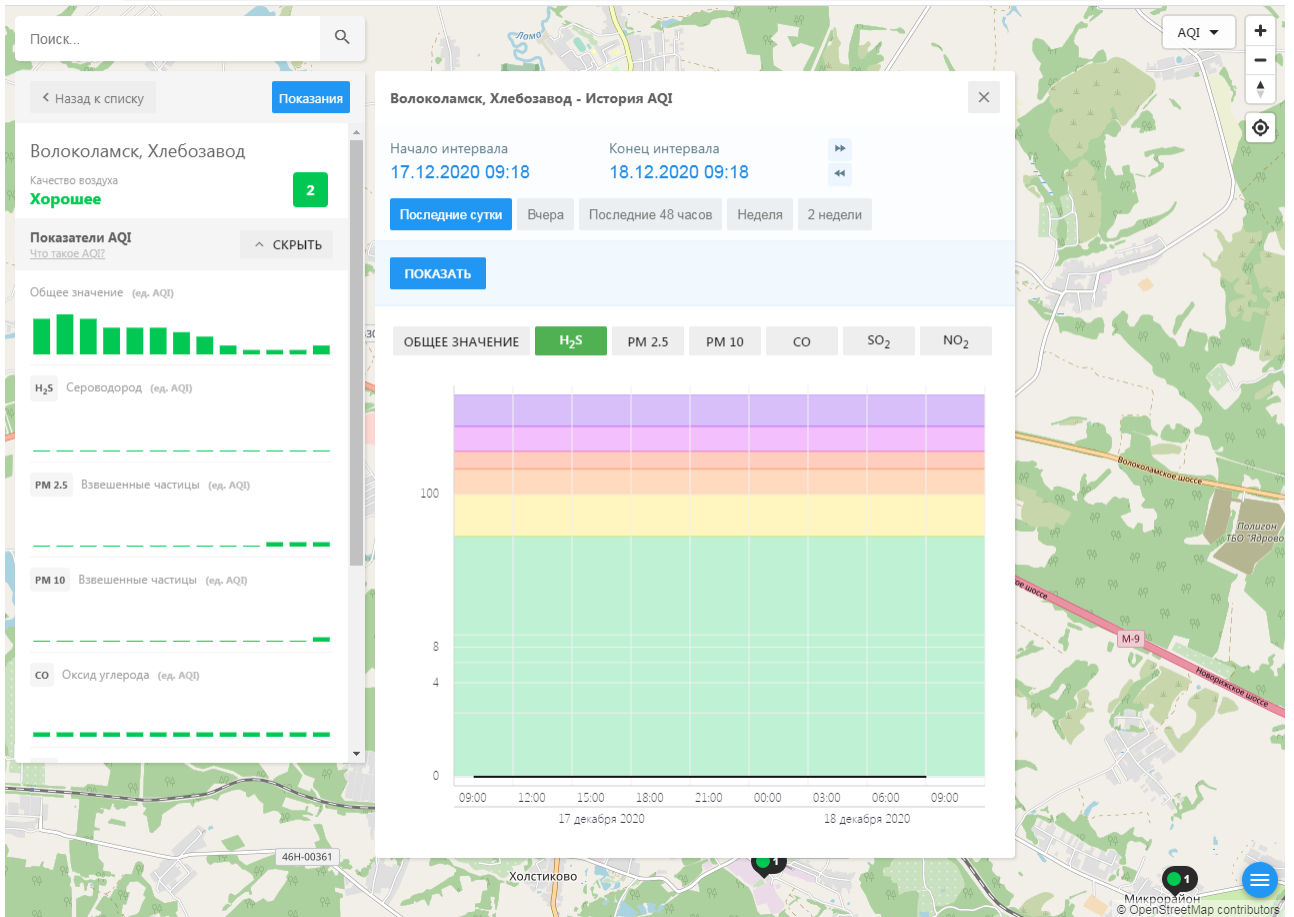 Поиск...
AQI
Ломо
Назад к списку
Показания
Волоколамск, Хлебозавод
Качество воздуха
Хорошее
2
Показатели AQI
Что такое AQI?
СКРЫТЬ
Общее значение (ед. AQI)
H2S Сероводород (ед. AQI)
PM 2.5 Взвешенные частицы (ед. AQI)
PM 10 Взвешенные частицы (ед. AQI)
CO Оксид углерода (ед. AQI)
Волоколамск, Хлебозавод - История AQI
Начало интервала
17.12.2020 09:18
Конец интервала
18.12.2020 09:18
Последние сутки
Вчера
Последние 48 часов
Неделя
2 недели
ПОКАЗАТЬ
ОБЩЕЕ ЗНАЧЕНИЕ
H2S
PM 2.5
PM 10
CO
SO2
NO2
100
8
4
0
09:00 12:00 15:00 18:00 21:00 00:00 03:00 06:00 09:00
17 декабря 2020 18 декабря 2020
Волоколамское шоссе
Полигон
ТБО "Ядрово
ое шоссе
М-9
Новорижское шоссе
46Н-00361
Холстиково
1
1
Микрорайон
© OpenStreetMap contributors